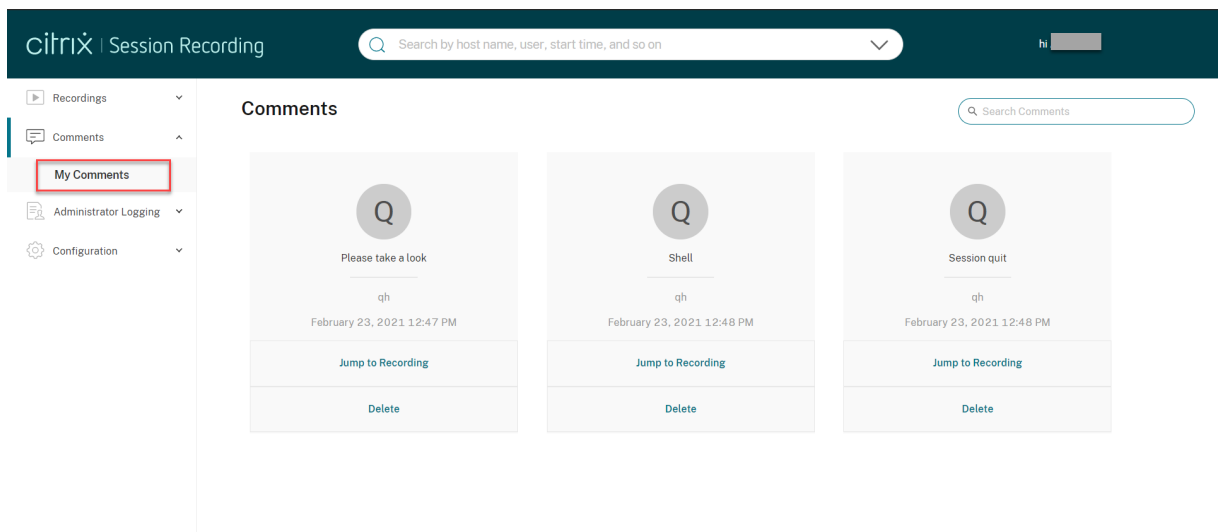 citrix | Session Recording
Search by host name, user, start time, and so on
hi
Recordings
Comments
My Comments
Administrator Logging
Configuration
Comments
Search Comments
Q
Please take a look
qh
February 23, 2021 12:47 PM
Jump to Recording
Delete
Q
Shell
qh
February 23, 2021 12:48 PM
Jump to Recording
Delete
Q
Session quit
qh
February 23, 2021 12:48 PM
Jump to Recording
Delete